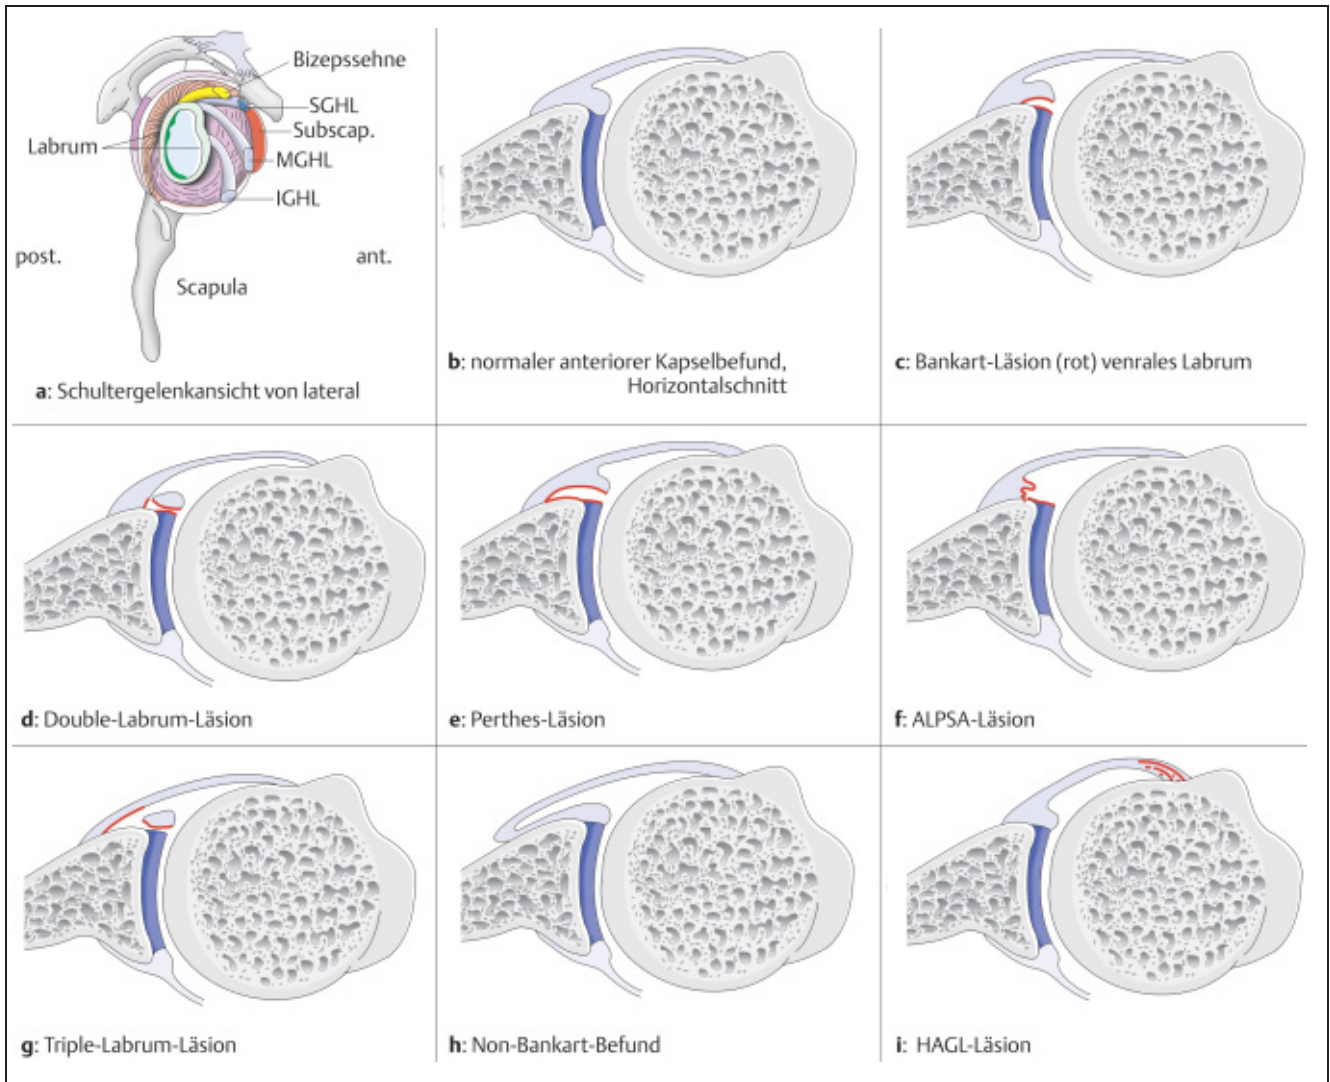 Bizepssehne
SGHL
Subscap.
Labrum
MGHL
IGHL
post.
ant.
Scapula
a: Schultergelenkansicht von lateral
b: normaler anteriorer Kapselbefund,
Horizontalschnitt
c: Bankart-Läsion (rot) venrales Labrum
d: Double-Labrum-Läsion
e: Perthes-Läsion
f: ALPSA-Läsion
g: Triple-Labrum-Läsion
h: Non-Bankart-Befund
i: HAGL-Läsion